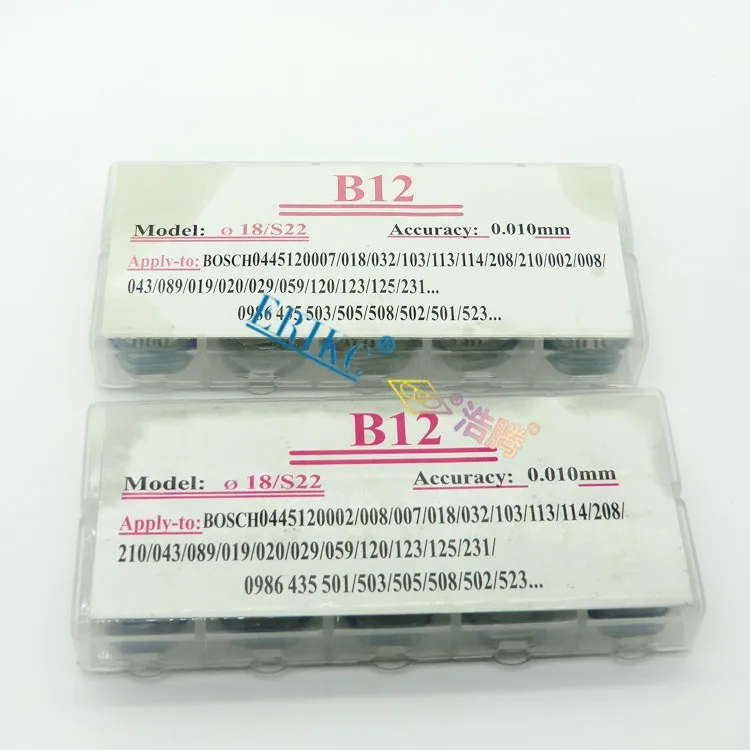 B12
Model: ø 18/S22 Accuracy: 0.010mm
Apply-to: BOSCH0445120007/018/032/103/113/114/208/210/002/008/
043/089/019/020/029/059/120/123/125/231...
0986 435 503/505/508/502/501/523...
ERIKC®
浩腾®
B12
Model: ø 18/S22 Accuracy: 0.010mm
Apply-to: BOSCH0445120002/008/007/018/032/103/113/114/208/
210/043/089/019/020/029/059/120/123/125/231/
0986 435 501/503/505/508/502/523...